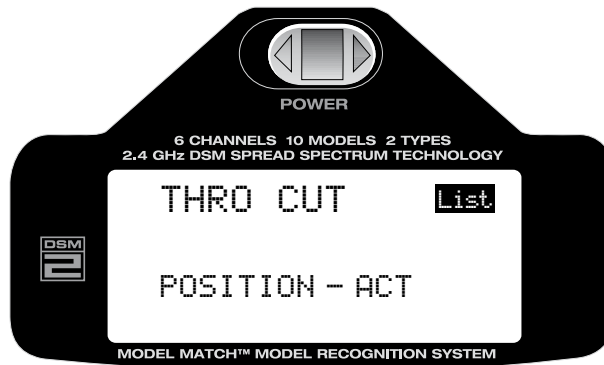 POWER
6 CHANNELS 10 MODELS 2 TYPES
2.4 GHz DSM SPREAD SPECTRUM TECHNOLOGY
THRO CUT List
DSM
2
POSITION - ACT
MODEL MATCH™ MODEL RECOGNITION SYSTEM